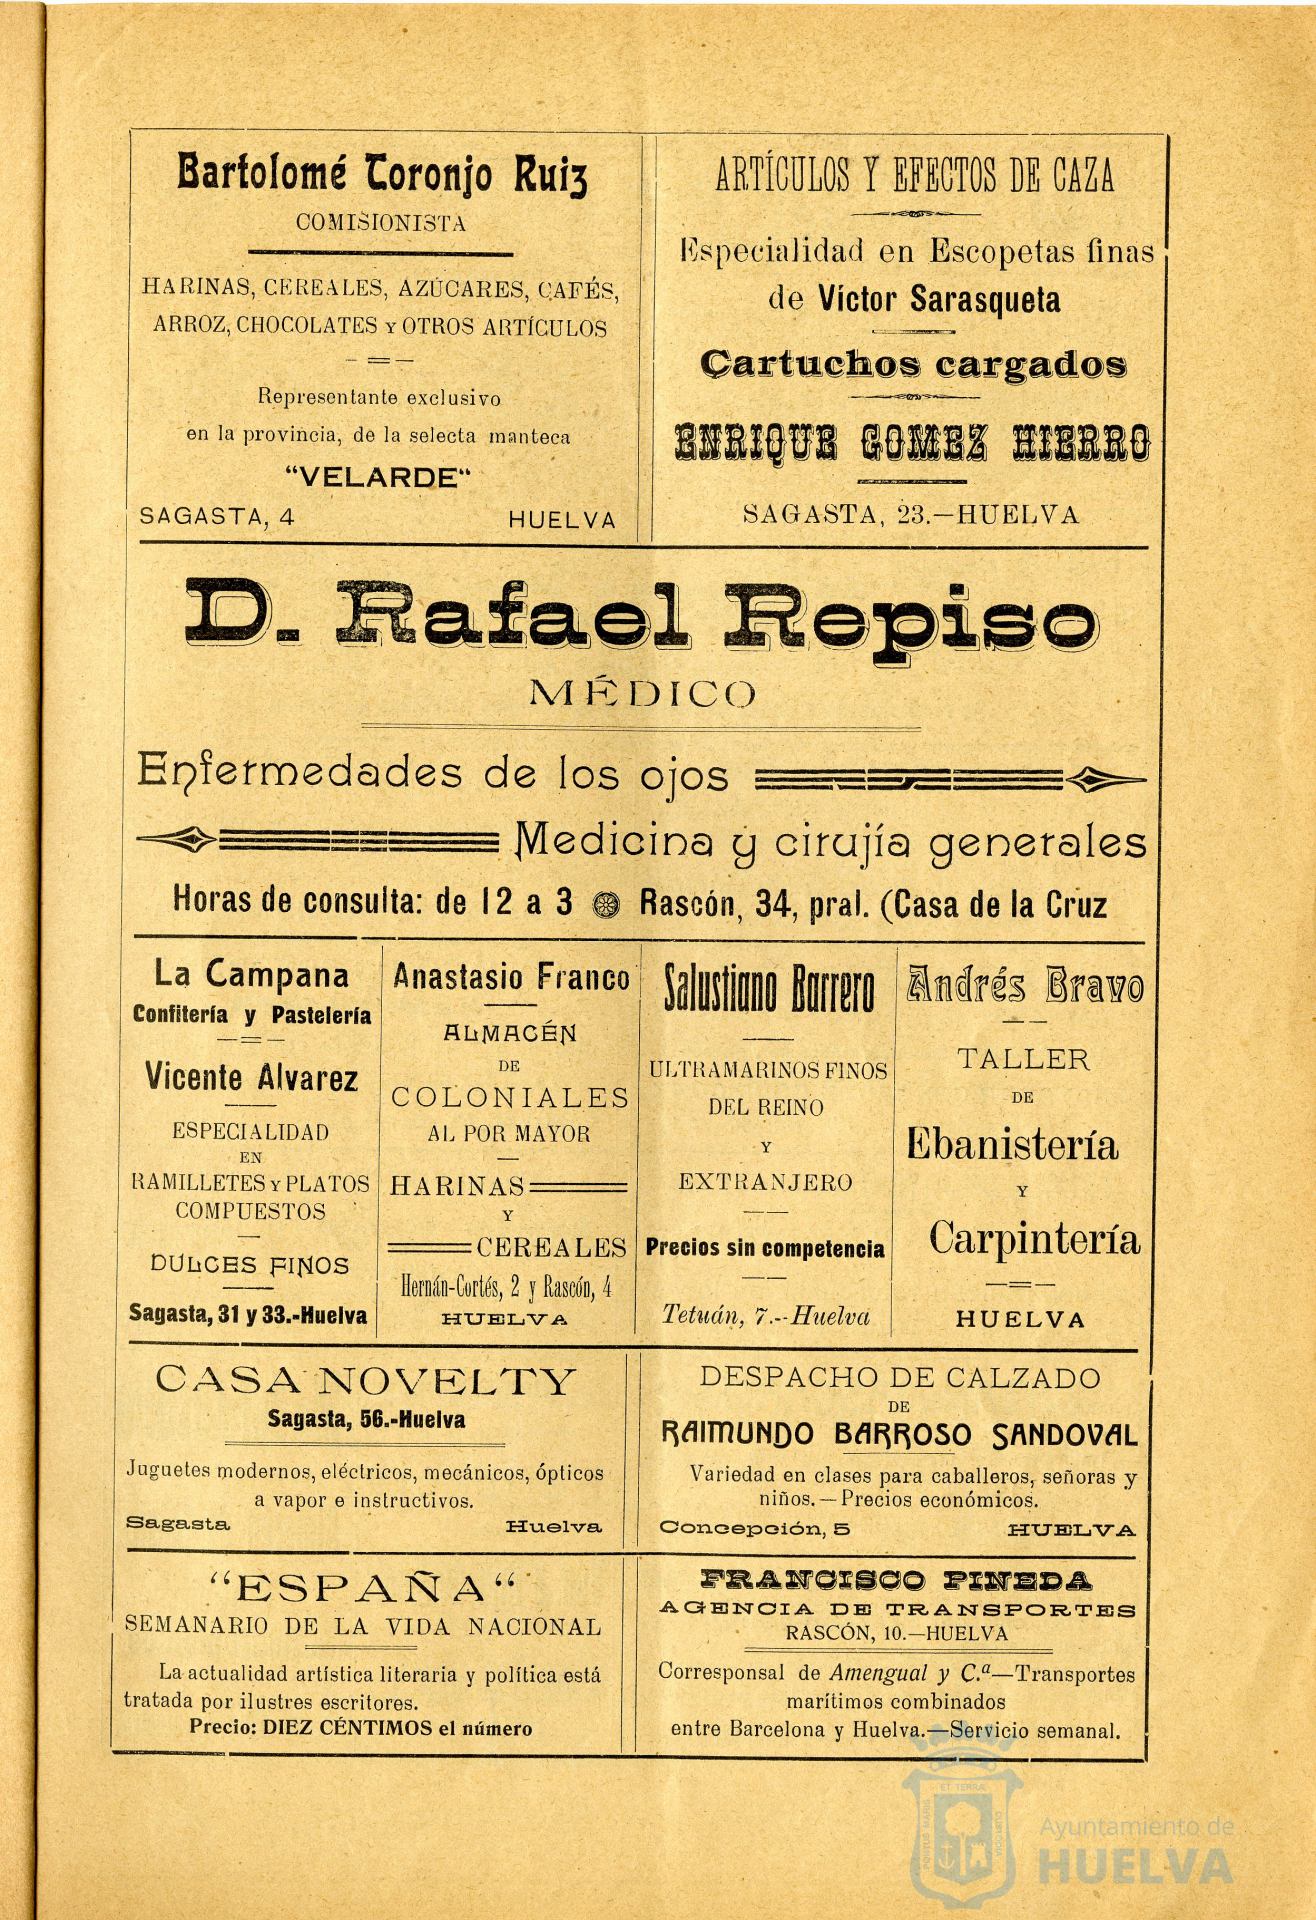 Bartolomé Toronjo Ruiz
COMISIONISTA
HARINAS, CEREALES, AZÚCARES, CAFÉS,
ARROZ, CHOCOLATES Y OTROS ARTÍCULOS
Representante exclusivo
en la provincia, de la selecta manteca
"VELARDE"
SAGASTA, 4 HUELVA
ARTÍCULOS Y EFECTOS DE CAZA
Especialidad en Escopetas finas
de Víctor Sarasqueta
Cartuchos cargados
ENRIQUE GOMEZ HIERRO
SAGASTA, 23.—HUELVA
D. Rafael Repiso
MÉDICO
Enfermedades de los ojos
Medicina y cirujía generales
Horas de consulta: de 12 a 3 Rascón, 34, pral. (Casa de la Cruz
La Campana
Confitería y Pastelería
Vicente Alvarez
ESPECIALIDAD
EN
RAMILLETES Y PLATOS
COMPUESTOS
DULCES FINOS
Sagasta, 31 y 33.-Huelva
Anastasio Franco
ALMACÉN
DE
COLONIALES
AL POR MAYOR
HARINAS
Y
CEREALES
Hernán-Cortés, 2 y Rascón, 4
HUELVA
Salustiano Barrero
ULTRAMARINOS FINOS
DEL REINO
Y
EXTRANJERO
Precios sin competencia
Tetuán, 7.--Huelva
Andrés Bravo
TALLER
DE
Ebanistería
Y
Carpintería
HUELVA
CASA NOVELTY
Sagasta, 56.-Huelva
Juguetes modernos, eléctricos, mecánicos, ópticos
a vapor e instructivos.
Sagasta Huelva
DESPACHO DE CALZADO
DE
RAIMUNDO BARROSO SANDOVAL
Variedad en clases para caballeros, señoras y
niños.—Precios económicos.
Concepción, 5 HUELVA
"ESPAÑA"
SEMANARIO DE LA VIDA NACIONAL
La actualidad artística literaria y política está
tratada por ilustres escritores.
Precio: DIEZ CÉNTIMOS el número
FRANCISCO PINEDA
AGENCIA DE TRANSPORTES
RASCÓN, 10.—HUELVA
Corresponsal de Amengual y C.ª—Transportes
marítimos combinados
entre Barcelona y Huelva.—Servicio semanal.
PORTUS MARIS ET TERRÆ CUSTODIA
Ayuntamiento de
HUELVA